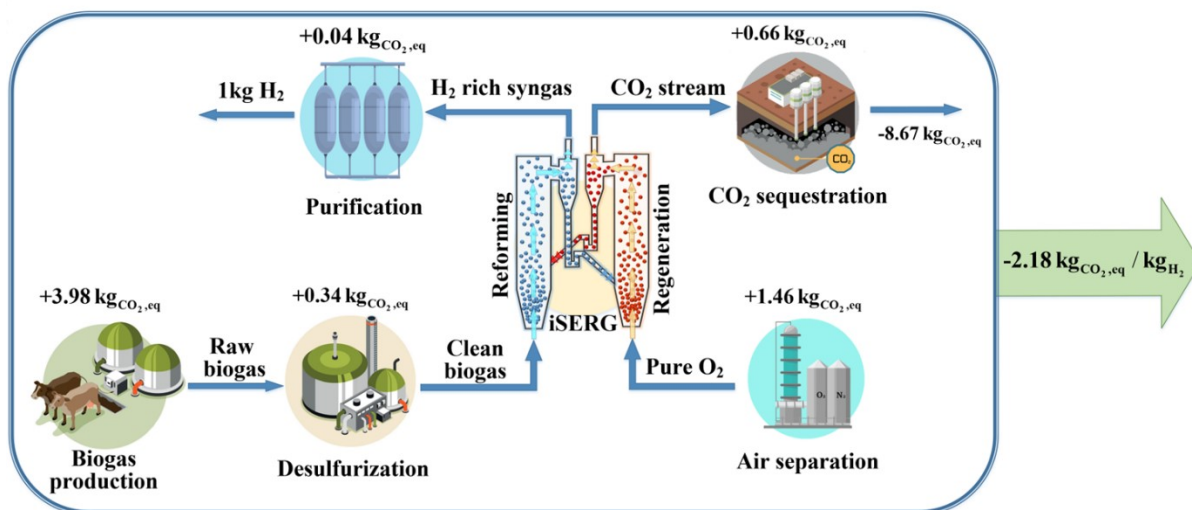 +0.04 kgCO₂,eq
+0.66 kgCO₂,eq
1kg H₂
H₂ rich syngas
CO₂ stream
-8.67 kgCO₂,eq
CO₂
Purification
CO₂ sequestration
Reforming
Regeneration
-2.18 kgCO₂,eq / kgH₂
+3.98 kgCO₂,eq
+0.34 kgCO₂,eq
iSERG
+1.46 kgCO₂,eq
Raw
biogas
Clean
biogas
Pure O₂
O₂
N₂
Biogas
production
Desulfurization
Air separation